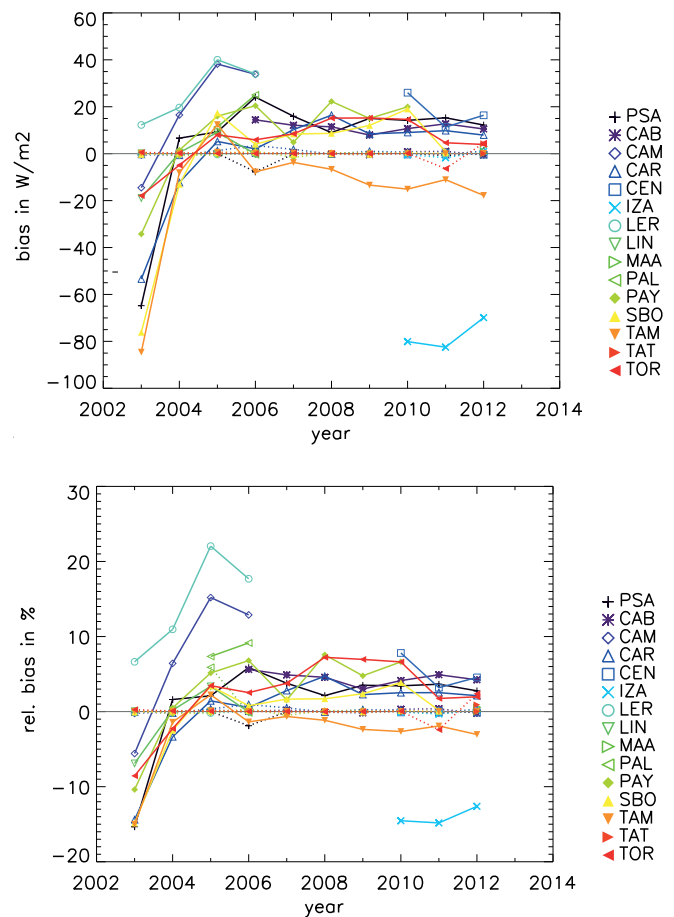 60
40
20
0
−20
−40
−60
−80
−100
bias in W/m2
2002 2004 2006 2008 2010 2012 2014
year
PSA
CAB
CAM
CAR
CEN
IZA
LER
LIN
MAA
PAL
PAY
SBO
TAM
TAT
TOR
30
20
10
0
−10
−20
rel. bias in %
2002 2004 2006 2008 2010 2012 2014
year
PSA
CAB
CAM
CAR
CEN
IZA
LER
LIN
MAA
PAL
PAY
SBO
TAM
TAT
TOR